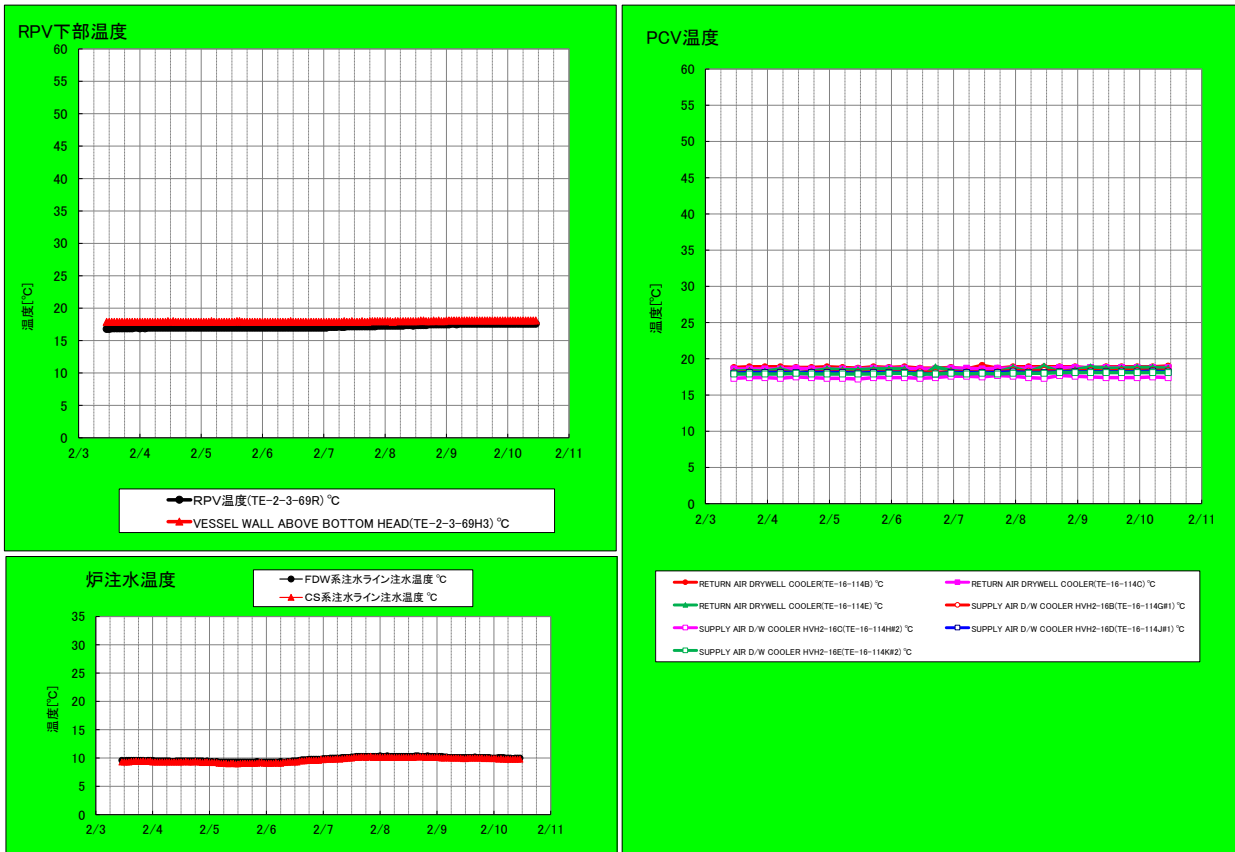 RPV下部温度
60
55
50
45
40
35
30
25
20
15
10
5
0
温度[℃]
2/3 2/4 2/5 2/6 2/7 2/8 2/9 2/10 2/11
RPV温度(TE-2-3-69R) ℃
VESSEL WALL ABOVE BOTTOM HEAD(TE-2-3-69H3) ℃
炉注水温度
FDW系注水ライン注水温度 ℃
CS系注水ライン注水温度 ℃
35
30
25
20
15
10
5
0
温度[℃]
2/3 2/4 2/5 2/6 2/7 2/8 2/9 2/10 2/11
PCV温度
60
55
50
45
40
35
30
25
20
15
10
5
0
温度[℃]
2/3 2/4 2/5 2/6 2/7 2/8 2/9 2/10 2/11
RETURN AIR DRYWELL COOLER(TE-16-114B) ℃
RETURN AIR DRYWELL COOLER(TE-16-114C) ℃
RETURN AIR DRYWELL COOLER(TE-16-114E) ℃
SUPPLY AIR D/W COOLER HVH2-16B(TE-16-114G#1) ℃
SUPPLY AIR D/W COOLER HVH2-16C(TE-16-114H#2) ℃
SUPPLY AIR D/W COOLER HVH2-16D(TE-16-114J#1) ℃
SUPPLY AIR D/W COOLER HVH2-16E(TE-16-114K#2) ℃